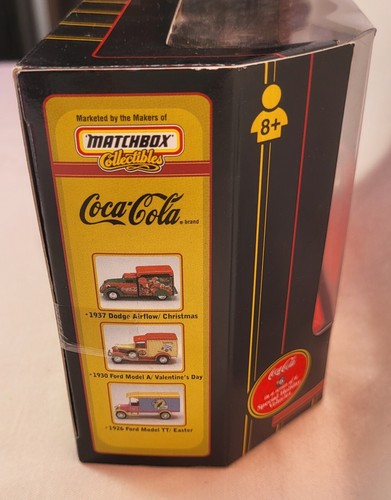 Marketed by the Makers of
MATCHBOX
Collectibles
Coca-Cola
brand
• 1937 Dodge Airflow/ Christmas
• 1930 Ford Model A/ Valentine's Day
• 1926 Ford Model TT/ Easter
8+
Coca-Cola